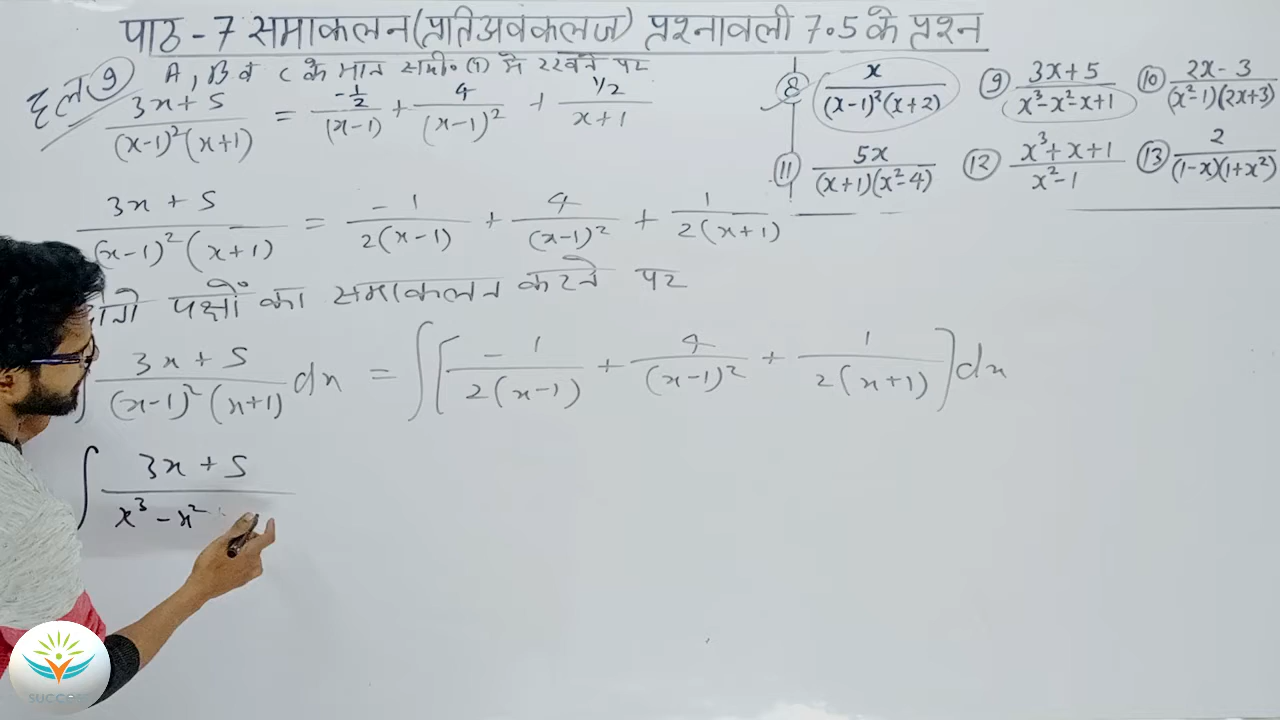 पाठ-7 समाकलन(प्रतिअवकलज) प्रश्नावली 7.5 के प्रश्न
हल 9 A, B व C के मान समी० (1) में रखने पर
(3x+5)/((x-1)²(x+1)) = (-1/2)/(x-1) + 4/(x-1)² + (1/2)/(x+1)
(3x+5)/((x-1)²(x+1)) = -1/(2(x-1)) + 4/(x-1)² + 1/(2(x+1))
पक्षों का समाकलन करने पर
∫ (3x+5)/((x-1)²(x+1)) dx = ∫[-1/(2(x-1)) + 4/(x-1)² + 1/(2(x+1))] dx
∫ (3x+5)/(x³-x²
⑧ x/((x-1)²(x+2)) ⑨ (3x+5)/(x³-x²-x+1) ⑩ (2x-3)/((x²-1)(2x+3))
⑪ 5x/((x+1)(x²-4)) ⑫ (x³+x+1)/(x²-1) ⑬ 2/((1-x)(1+x²))